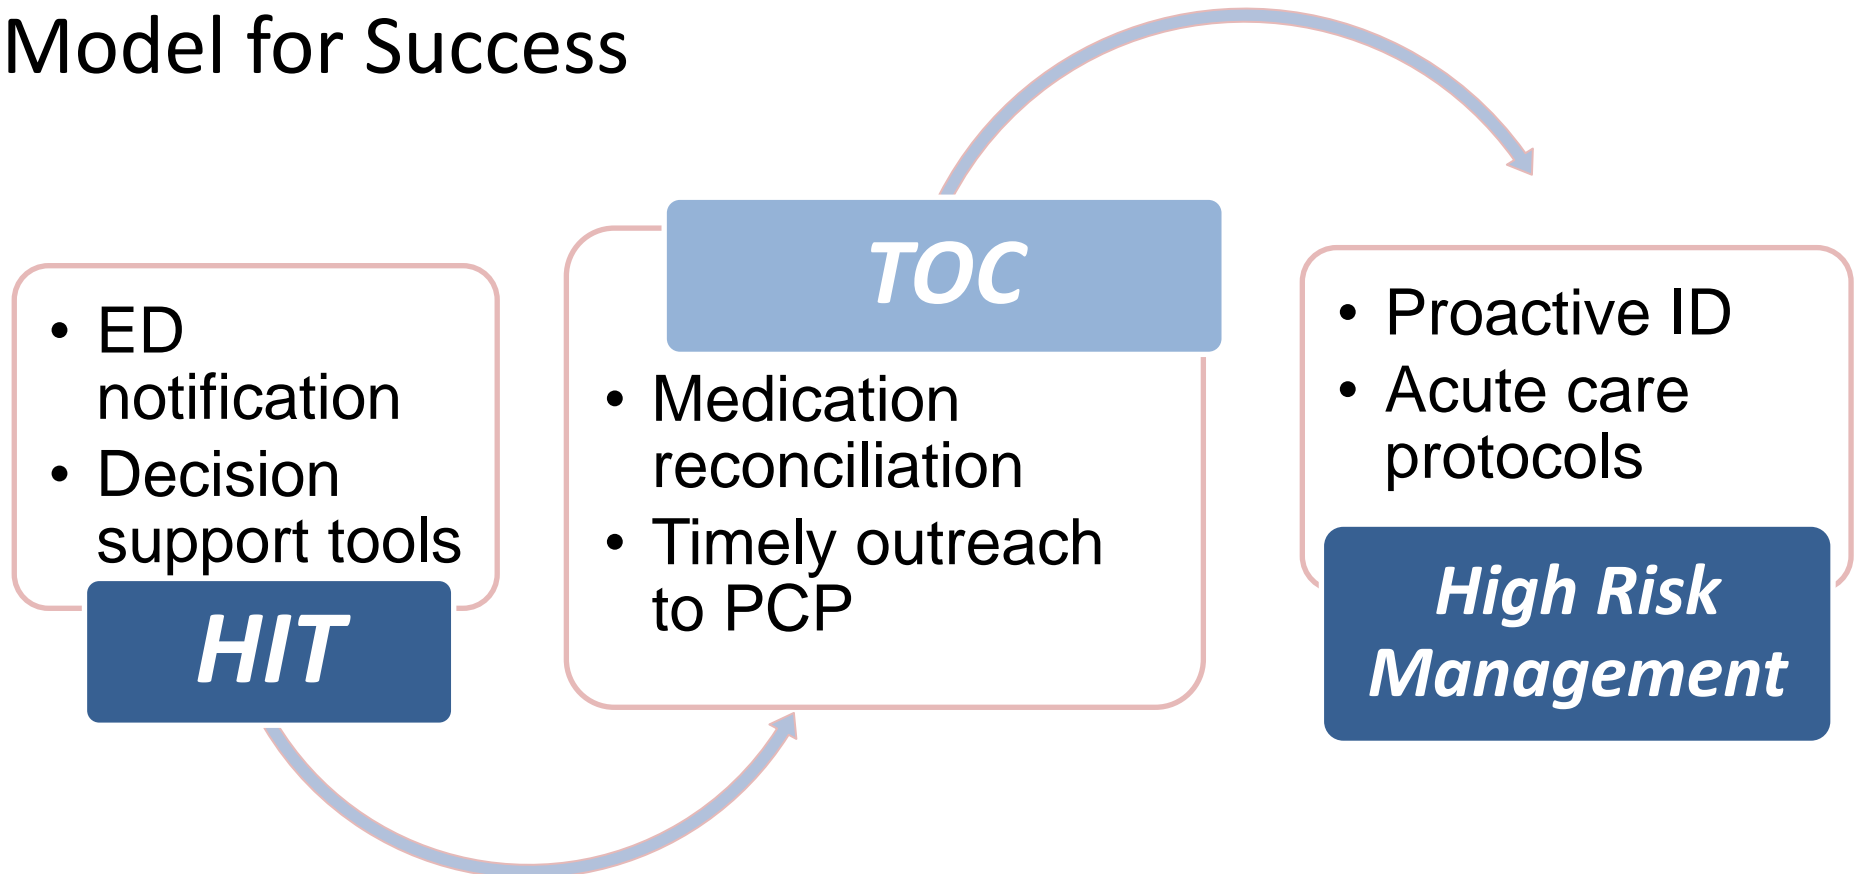 Model for Success
• ED
notification
• Decision
support tools
HIT
TOC
• Medication
reconciliation
• Timely outreach
to PCP
• Proactive ID
• Acute care
protocols
High Risk
Management